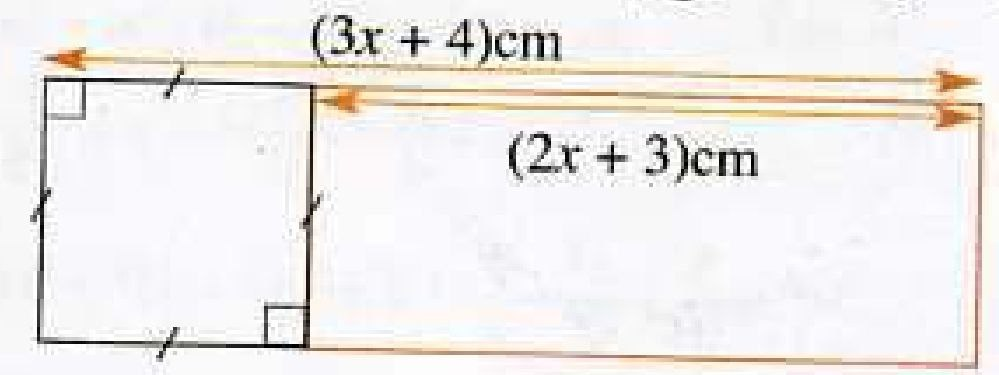 (3x + 4)cm
(2x + 3)cm